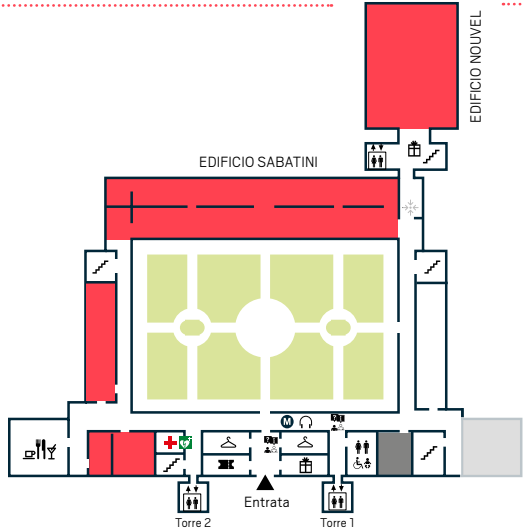 EDIFICIO NOUVEL
EDIFICIO SABATINI
M
Entrata
Torre 2
Torre 1